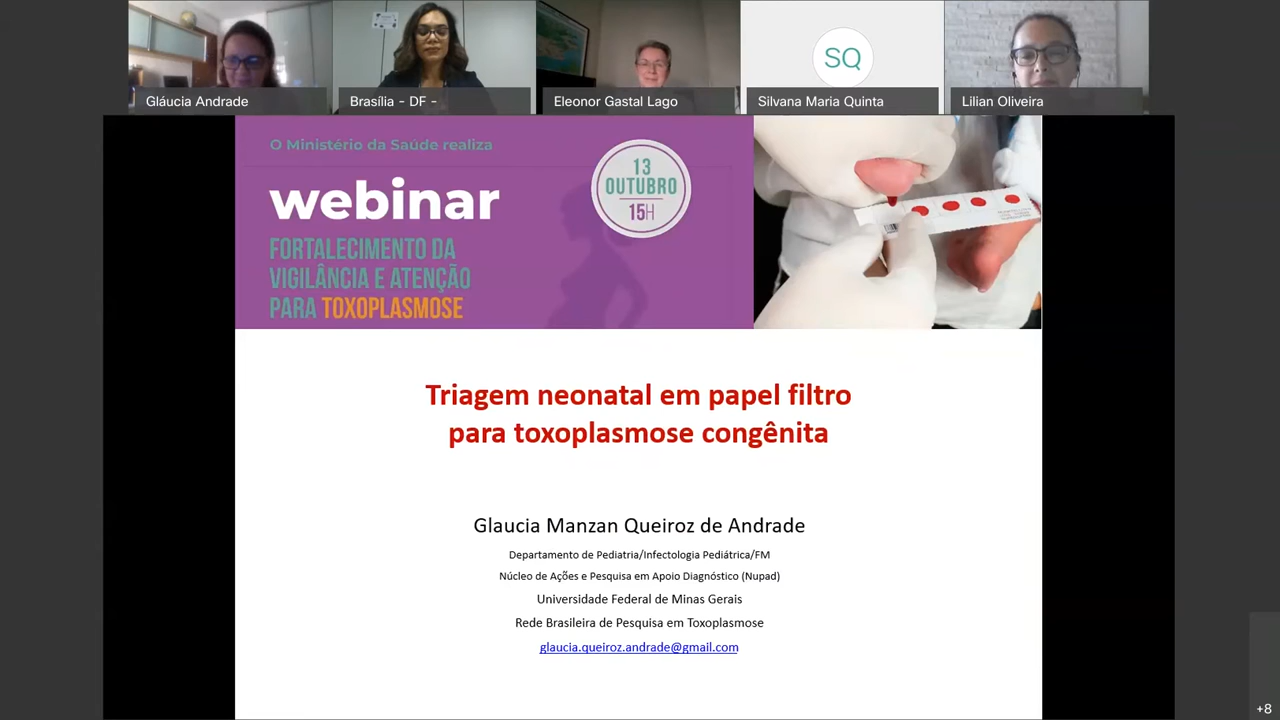 Gláucia Andrade
Brasília - DF -
Eleonor Gastal Lago
SQ
Silvana Maria Quinta
Lilian Oliveira
O Ministério da Saúde realiza
webinar
13
OUTUBRO
15H
FORTALECIMENTO DA
VIGILÂNCIA E ATENÇÃO
PARA TOXOPLASMOSE
Triagem neonatal em papel filtro
para toxoplasmose congênita
Glaucia Manzan Queiroz de Andrade
Departamento de Pediatria/Infectologia Pediátrica/FM
Núcleo de Ações e Pesquisa em Apoio Diagnóstico (Nupad)
Universidade Federal de Minas Gerais
Rede Brasileira de Pesquisa em Toxoplasmose
glaucia.queiroz.andrade@gmail.com
+8